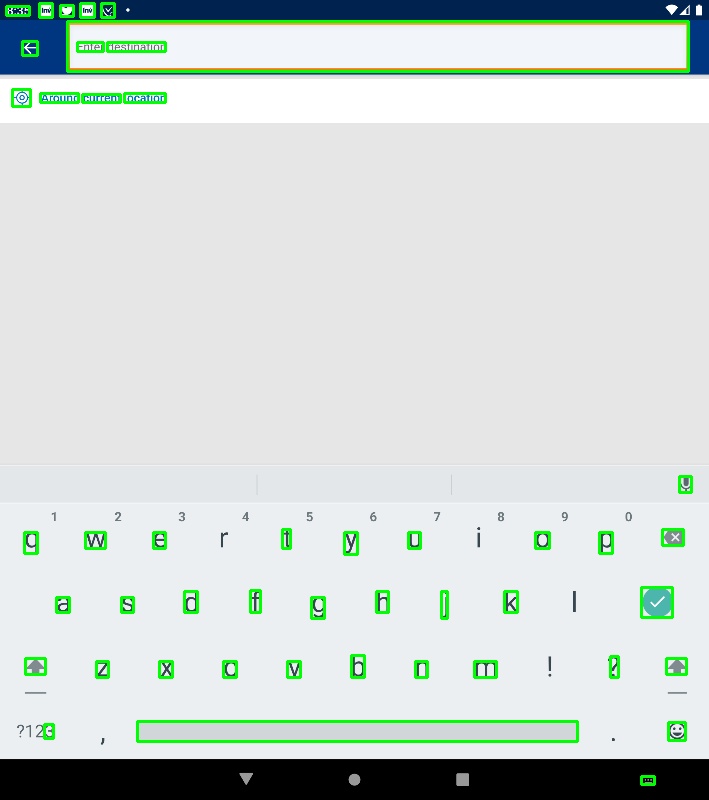 Enter destination
Around current location
1 2 3 4 5 6 7 8 9 0
q w e r t y u i o p
a s d f g h j k l
z x c v b n m ! ?
?123 , .